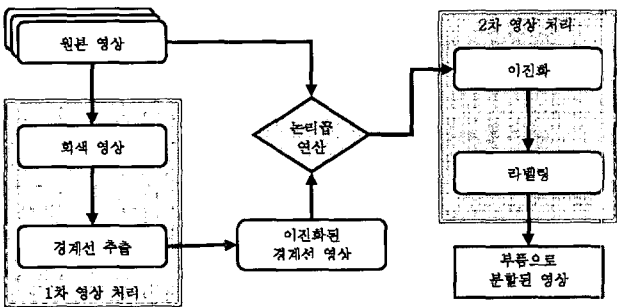 원본 영상
회색 영상
경계선 추출
1차 영상 처리
이진화된
경계선 영상
논리곱
연산
2차 영상 처리
이진화
라벨링
부품으로
분할된 영상